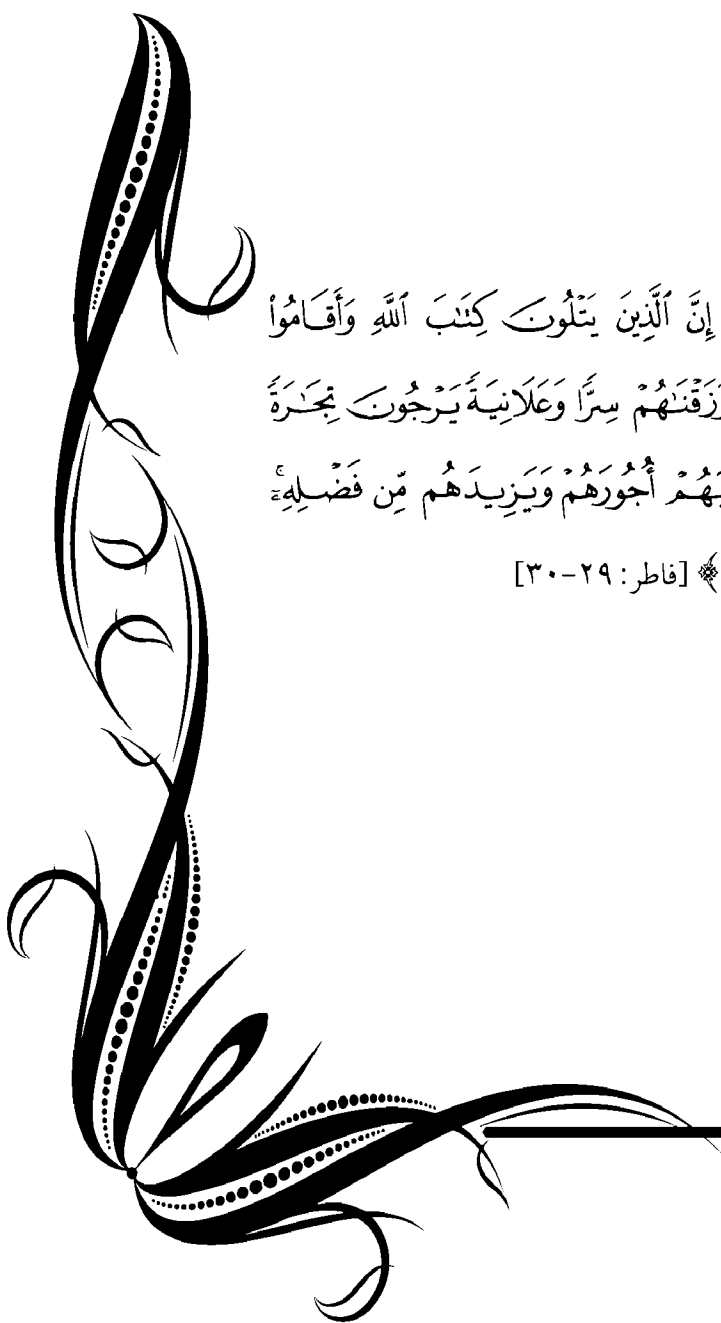 إِنَّ ٱلَّذِينَ يَتۡلُونَ كِتَٰبَ ٱللَّهِ وَأَقَامُواْ
رَزَقۡنَٰهُمۡ سِرّٗا وَعَلَانِيَةٗ يَرۡجُونَ تِجَٰرَةٗ
أُجُورَهُمۡ وَيَزِيدَهُم مِّن فَضۡلِهِۦٓۚ
﴾ [فاطر: ٢٩-٣٠]